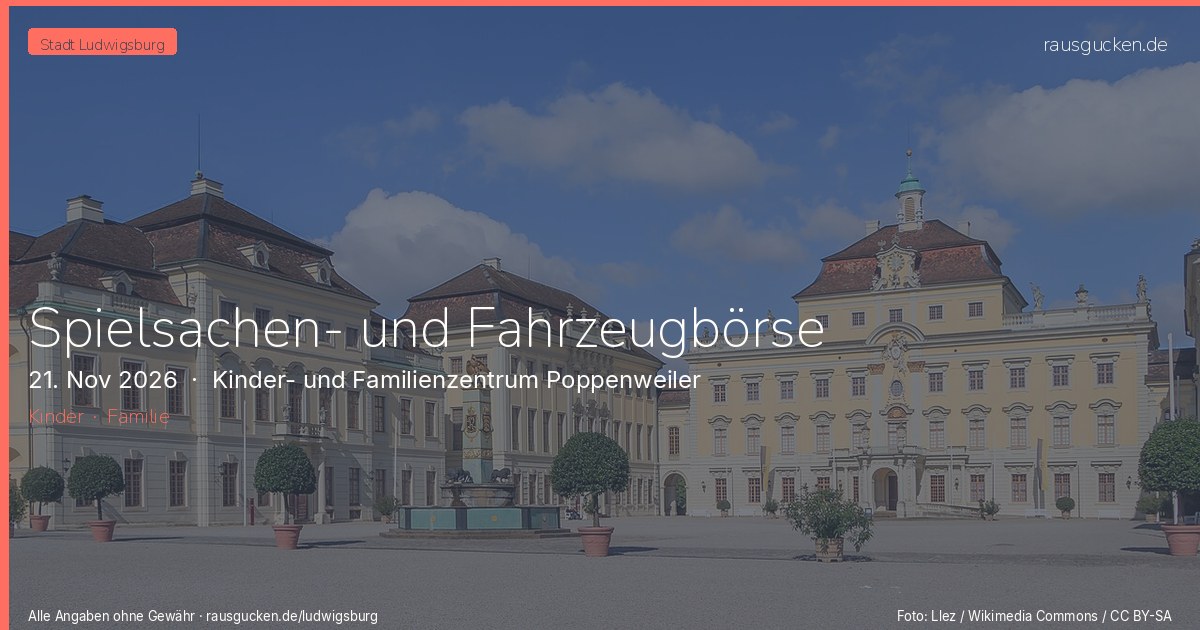 Stadt Ludwigsburg
rausgucken.de
Spielsachen- und Fahrzeugbörse
21. Nov 2026 · Kinder- und Familienzentrum Poppenweiler
Kinder · Familie
Alle Angaben ohne Gewähr · rausgucken.de/ludwigsburg
Foto: Llez / Wikimedia Commons / CC BY-SA